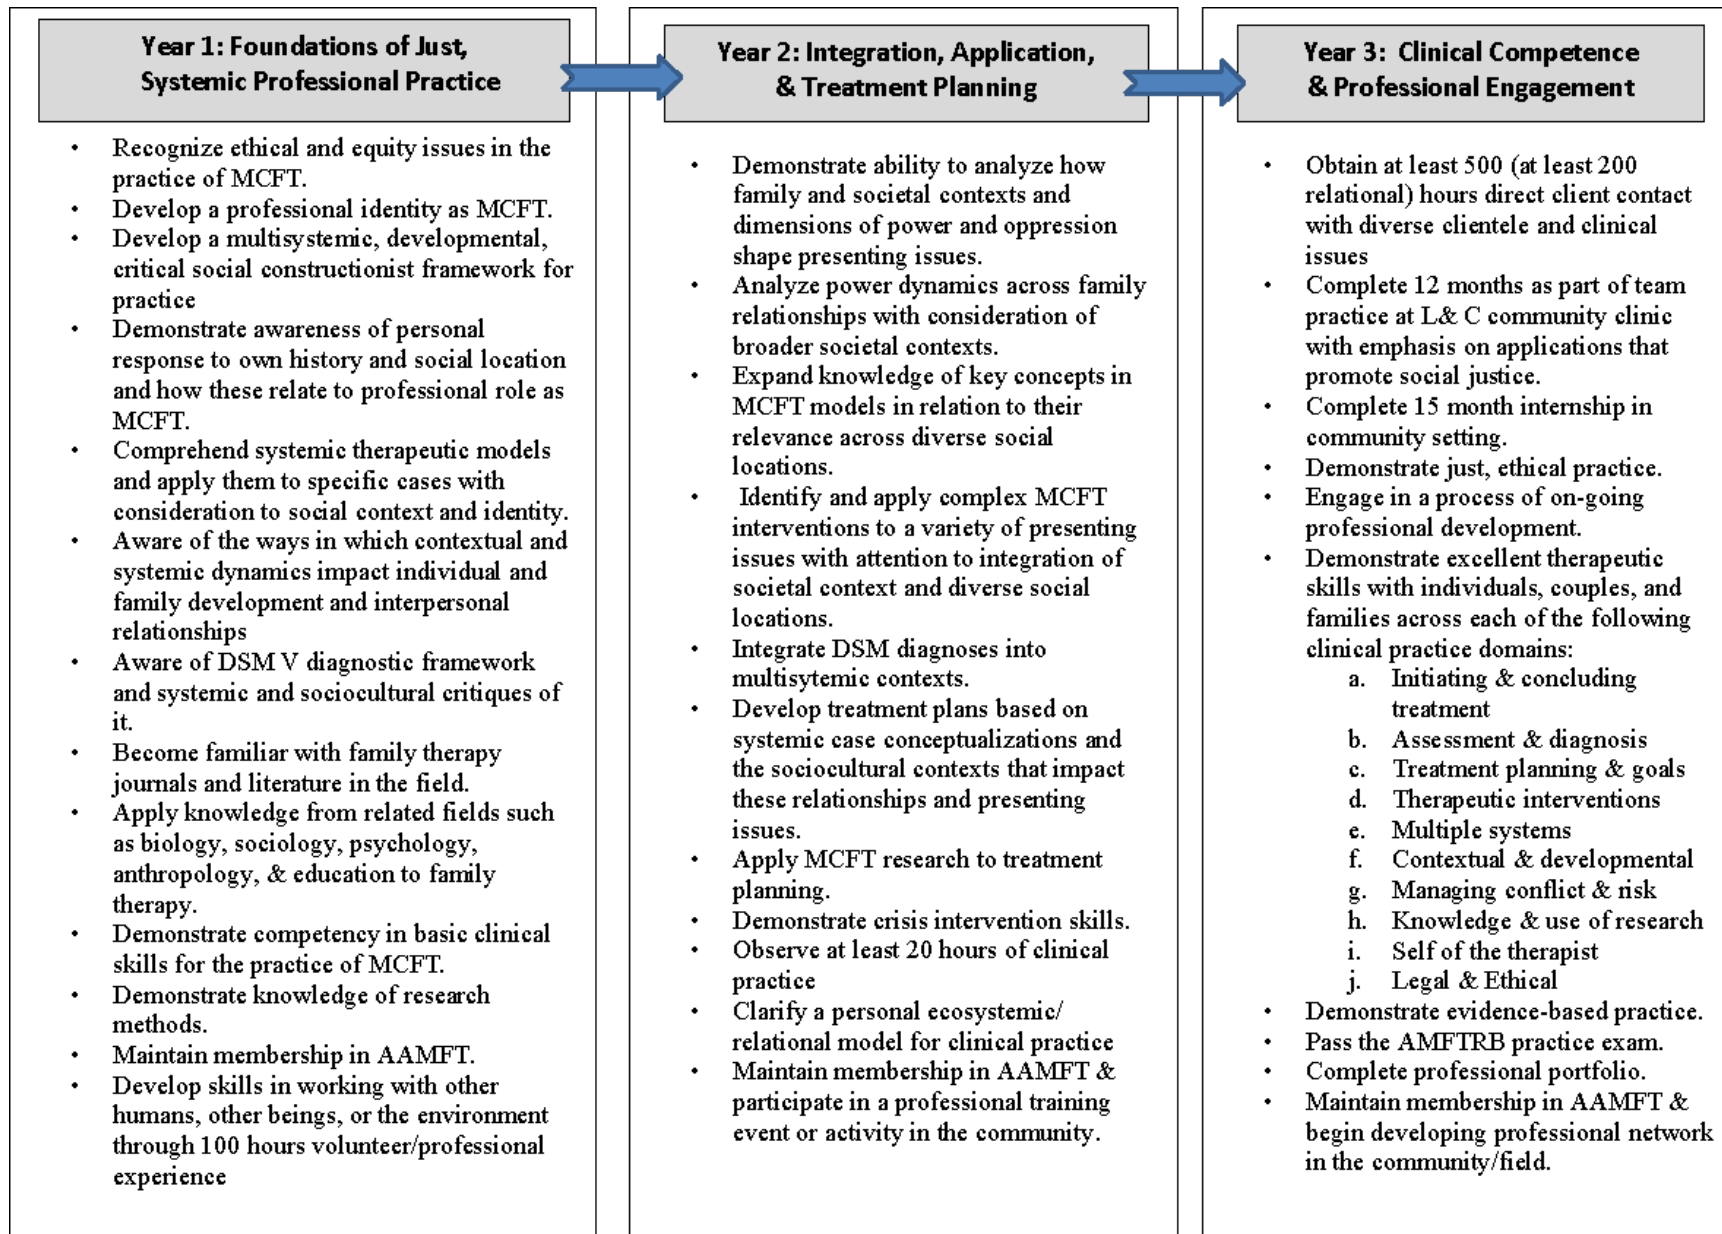 Year 1: Foundations of Just,
Systemic Professional Practice
• Recognize ethical and equity issues in the
practice of MCFT.
• Develop a professional identity as MCFT.
• Develop a multisystemic, developmental,
critical social constructionist framework for
practice
• Demonstrate awareness of personal
response to own history and social location
and how these relate to professional role as
MCFT.
• Comprehend systemic therapeutic models
and apply them to specific cases with
consideration to social context and identity.
• Aware of the ways in which contextual and
systemic dynamics impact individual and
family development and interpersonal
relationships
• Aware of DSM V diagnostic framework
and systemic and sociocultural critiques of
it.
• Become familiar with family therapy
journals and literature in the field.
• Apply knowledge from related fields such
as biology, sociology, psychology,
anthropology, & education to family
therapy.
• Demonstrate competency in basic clinical
skills for the practice of MCFT.
• Demonstrate knowledge of research
methods.
• Maintain membership in AAMFT.
• Develop skills in working with other
humans, other beings, or the environment
through 100 hours volunteer/professional
experience
Year 2: Integration, Application,
& Treatment Planning
• Demonstrate ability to analyze how
family and societal contexts and
dimensions of power and oppression
shape presenting issues.
• Analyze power dynamics across family
relationships with consideration of
broader societal contexts.
• Expand knowledge of key concepts in
MCFT models in relation to their
relevance across diverse social
locations.
• Identify and apply complex MCFT
interventions to a variety of presenting
issues with attention to integration of
societal context and diverse social
locations.
• Integrate DSM diagnoses into
multisytemic contexts.
• Develop treatment plans based on
systemic case conceptualizations and
the sociocultural contexts that impact
these relationships and presenting
issues.
• Apply MCFT research to treatment
planning.
• Demonstrate crisis intervention skills.
• Observe at least 20 hours of clinical
practice
• Clarify a personal ecosystemic/
relational model for clinical practice
• Maintain membership in AAMFT &
participate in a professional training
event or activity in the community.
Year 3: Clinical Competence
& Professional Engagement
• Obtain at least 500 (at least 200
relational) hours direct client contact
with diverse clientele and clinical
issues
• Complete 12 months as part of team
practice at L& C community clinic
with emphasis on applications that
promote social justice.
• Complete 15 month internship in
community setting.
• Demonstrate just, ethical practice.
• Engage in a process of on-going
professional development.
• Demonstrate excellent therapeutic
skills with individuals, couples, and
families across each of the following
clinical practice domains:
a. Initiating & concluding
treatment
b. Assessment & diagnosis
c. Treatment planning & goals
d. Therapeutic interventions
e. Multiple systems
f. Contextual & developmental
g. Managing conflict & risk
h. Knowledge & use of research
i. Self of the therapist
j. Legal & Ethical
• Demonstrate evidence-based practice.
• Pass the AMFTRB practice exam.
• Complete professional portfolio.
• Maintain membership in AAMFT &
begin developing professional network
in the community/field.